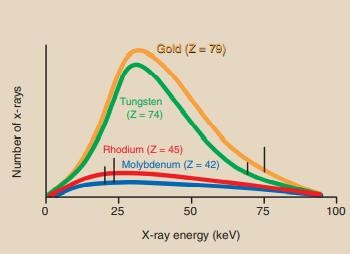 Gold (Z = 79)
Tungsten
(Z = 74)
Rhodium (Z = 45)
Molybdenum (Z = 42)
Number of x-rays
0 25 50 75 100
X-ray energy (keV)